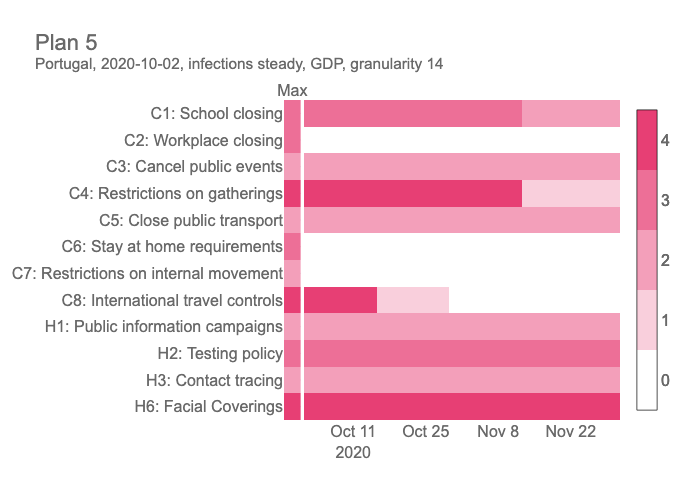 Plan 5
Portugal, 2020-10-02, infections steady, GDP, granularity 14
Max
C1: School closing
C2: Workplace closing
C3: Cancel public events
C4: Restrictions on gatherings
C5: Close public transport
C6: Stay at home requirements
C7: Restrictions on internal movement
C8: International travel controls
H1: Public information campaigns
H2: Testing policy
H3: Contact tracing
H6: Facial Coverings
Oct 11 Oct 25 Nov 8 Nov 22
2020
4
3
2
1
0